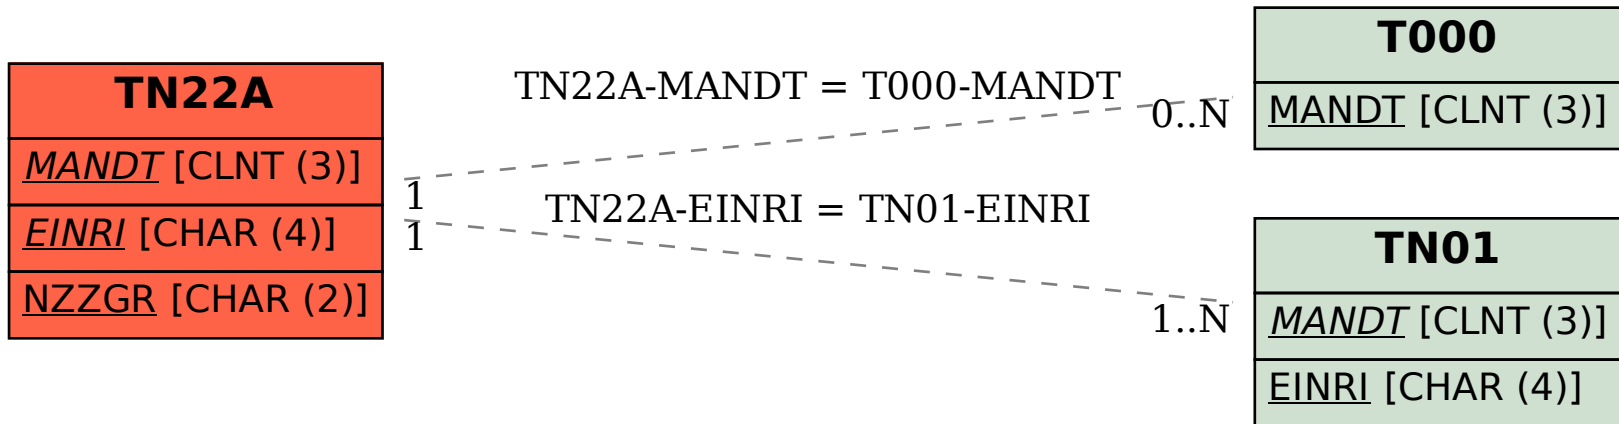 TN22A
MANDT [CLNT (3)]
EINRI [CHAR (4)]
NZZGR [CHAR (2)]
TN22A-MANDT = T000-MANDT
1
0..N
TN22A-EINRI = TN01-EINRI
1
1..N
T000
MANDT [CLNT (3)]
TN01
MANDT [CLNT (3)]
EINRI [CHAR (4)]